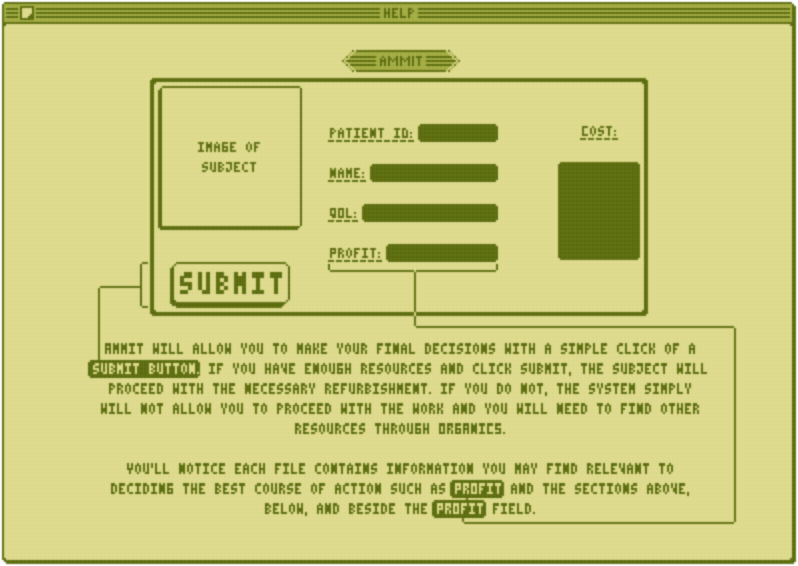 HELP
AMMIT
IMAGE OF
SUBJECT
PATIENT ID:
NAME:
QOL:
PROFIT:
COST:
SUBMIT
AMMIT WILL ALLOW YOU TO MAKE YOUR FINAL DECISIONS WITH A SIMPLE CLICK OF A
SUBMIT BUTTON. IF YOU HAVE ENOUGH RESOURCES AND CLICK SUBMIT, THE SUBJECT WILL
PROCEED WITH THE NECESSARY REFURBISHMENT. IF YOU DO NOT, THE SYSTEM SIMPLY
WILL NOT ALLOW YOU TO PROCEED WITH THE WORK AND YOU WILL NEED TO FIND OTHER
RESOURCES THROUGH ORGANICS.
YOU'LL NOTICE EACH FILE CONTAINS INFORMATION YOU MAY FIND RELEVANT TO
DECIDING THE BEST COURSE OF ACTION SUCH AS PROFIT AND THE SECTIONS ABOVE,
BELOW, AND BESIDE THE PROFIT FIELD.